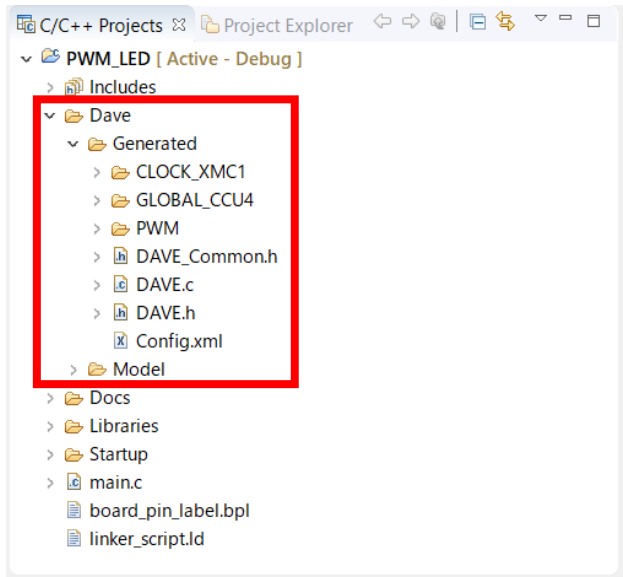 C/C++ Projects Project Explorer
PWM_LED [ Active - Debug ]
Includes
Dave
Generated
CLOCK_XMC1
GLOBAL_CCU4
PWM
DAVE_Common.h
DAVE.c
DAVE.h
Config.xml
Model
Docs
Libraries
Startup
main.c
board_pin_label.bpl
linker_script.ld